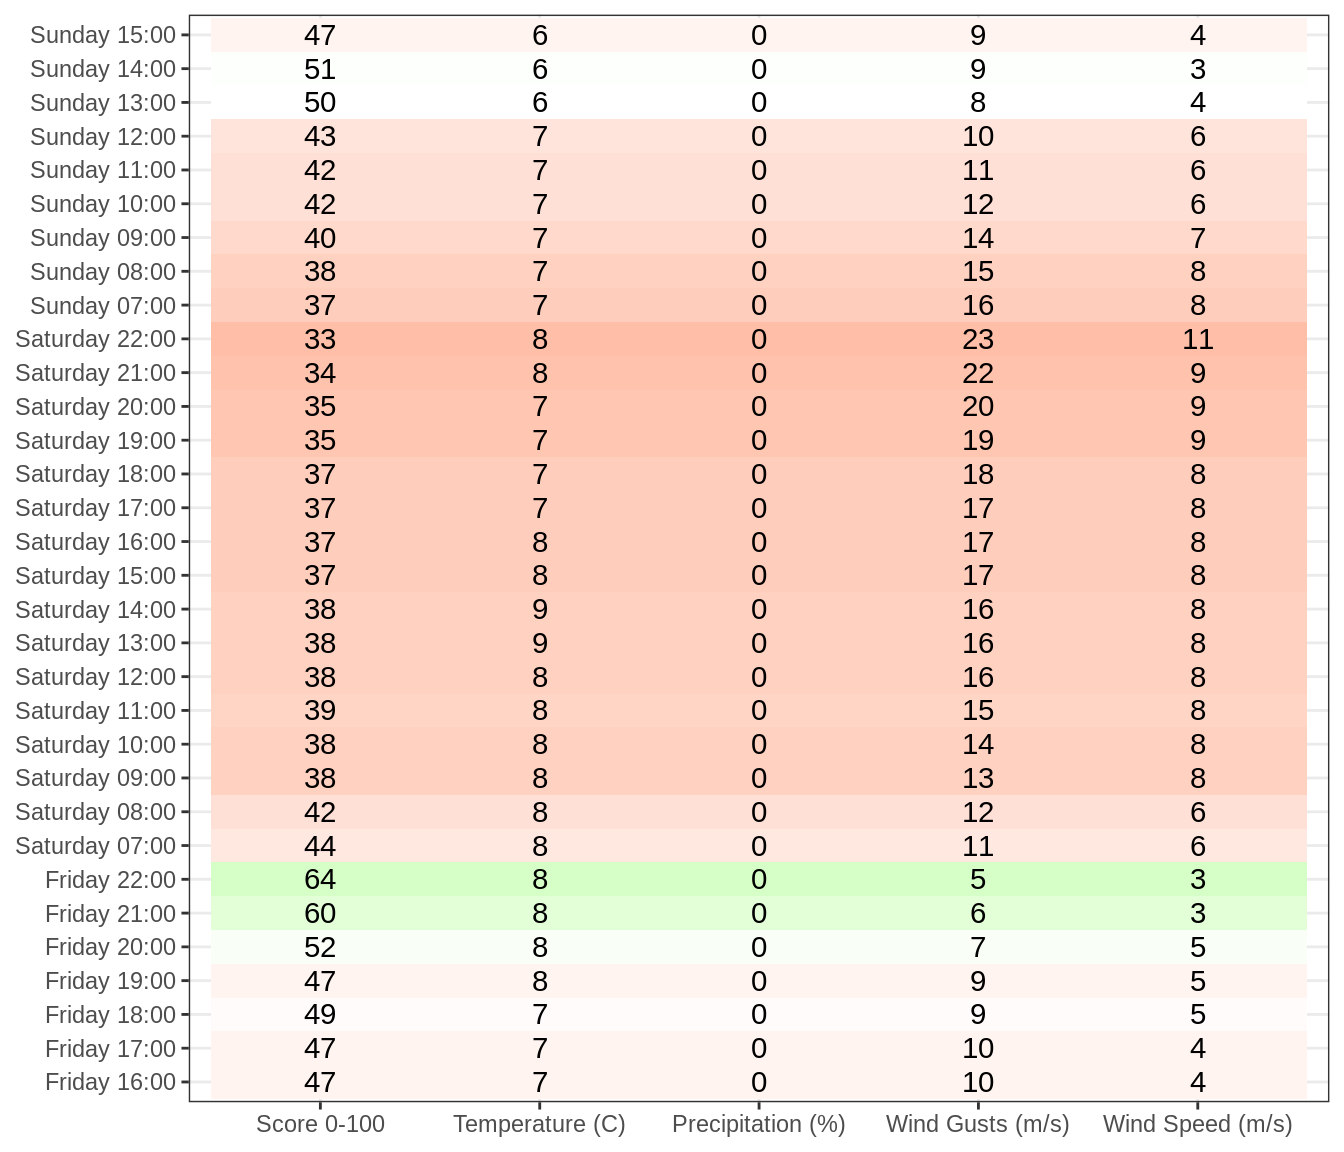 Sunday 15:00 47 6 0 9 4
Sunday 14:00 51 6 0 9 3
Sunday 13:00 50 6 0 8 4
Sunday 12:00 43 7 0 10 6
Sunday 11:00 42 7 0 11 6
Sunday 10:00 42 7 0 12 6
Sunday 09:00 40 7 0 14 7
Sunday 08:00 38 7 0 15 8
Sunday 07:00 37 7 0 16 8
Saturday 22:00 33 8 0 23 11
Saturday 21:00 34 8 0 22 9
Saturday 20:00 35 7 0 20 9
Saturday 19:00 35 7 0 19 9
Saturday 18:00 37 7 0 18 8
Saturday 17:00 37 7 0 17 8
Saturday 16:00 37 8 0 17 8
Saturday 15:00 37 8 0 17 8
Saturday 14:00 38 9 0 16 8
Saturday 13:00 38 9 0 16 8
Saturday 12:00 38 8 0 16 8
Saturday 11:00 39 8 0 15 8
Saturday 10:00 38 8 0 14 8
Saturday 09:00 38 8 0 13 8
Saturday 08:00 42 8 0 12 6
Saturday 07:00 44 8 0 11 6
Friday 22:00 64 8 0 5 3
Friday 21:00 60 8 0 6 3
Friday 20:00 52 8 0 7 5
Friday 19:00 47 8 0 9 5
Friday 18:00 49 7 0 9 5
Friday 17:00 47 7 0 10 4
Friday 16:00 47 7 0 10 4
Score 0-100 Temperature (C) Precipitation (%) Wind Gusts (m/s) Wind Speed (m/s)